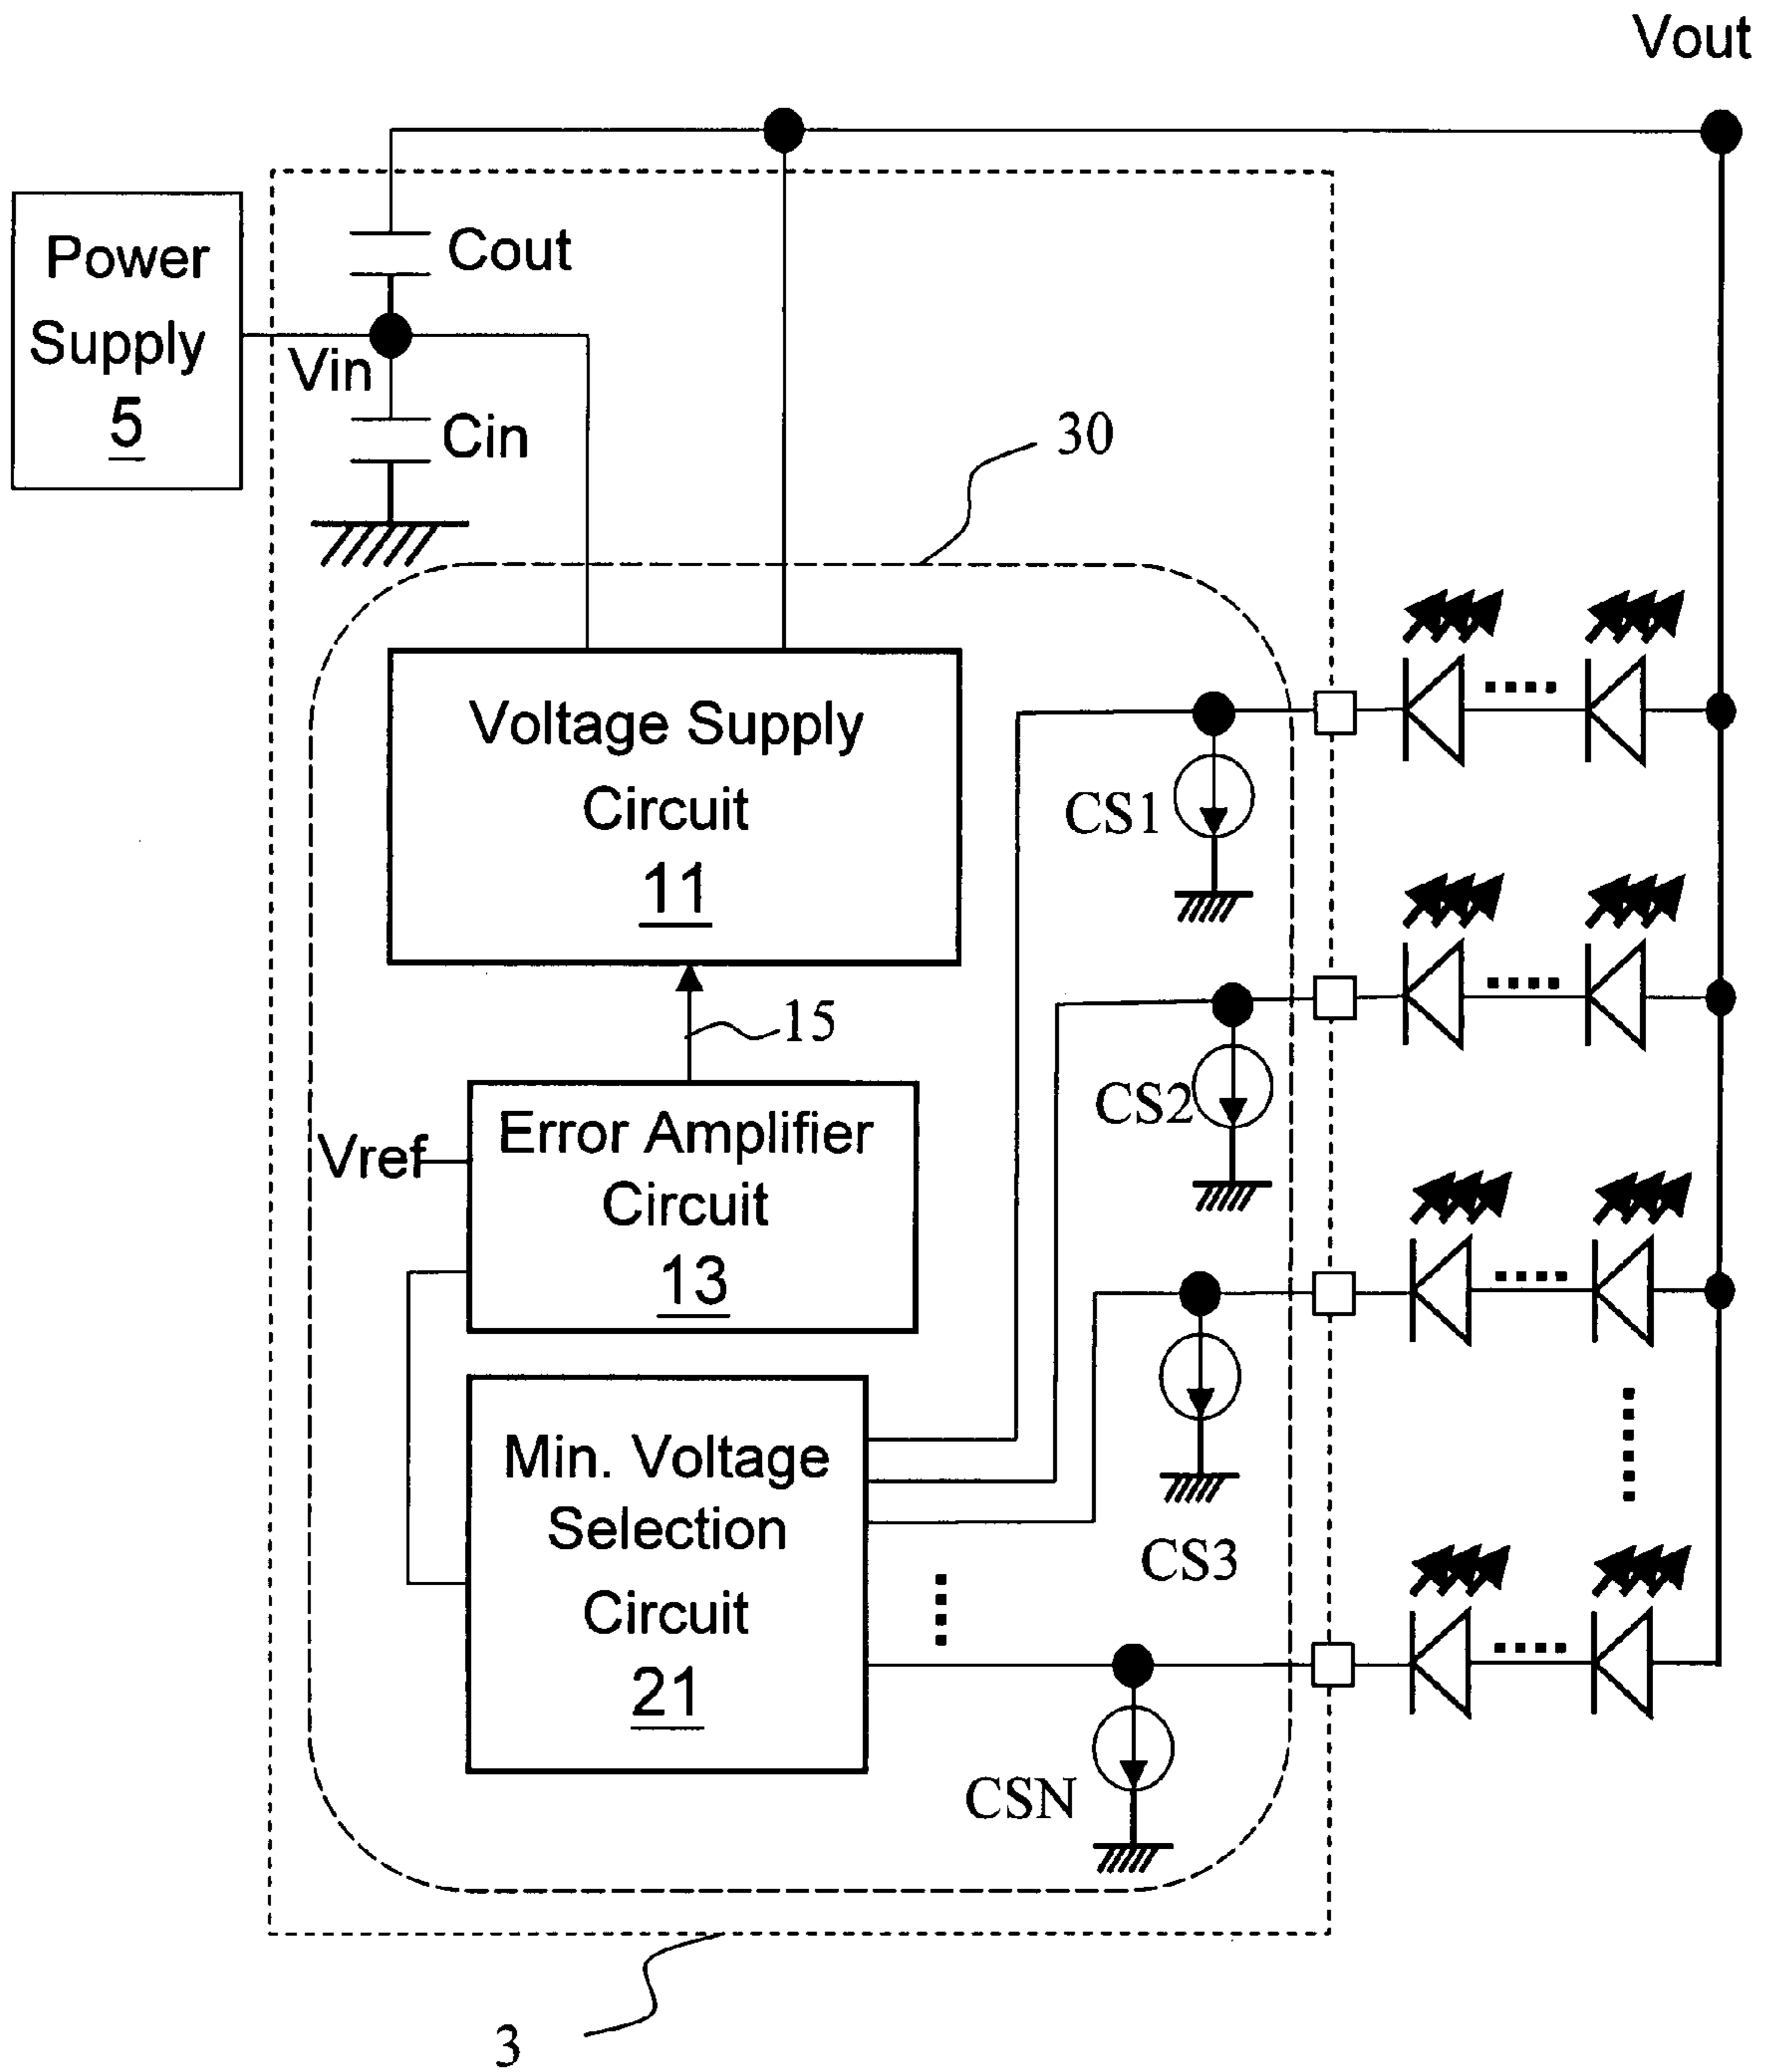 Vout
Power
Supply
5
Cout
Vin
Cin
30
Voltage Supply
Circuit
11
CS1
15
CS2
Vref
Error Amplifier
Circuit
13
Min. Voltage
Selection
Circuit
21
CS3
CSN
3